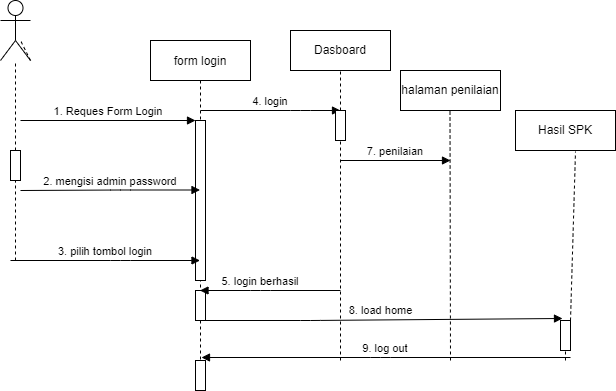 form login
Dasboard
halaman penilaian
Hasil SPK
1. Reques Form Login
4. login
7. penilaian
2. mengisi admin password
3. pilih tombol login
5. login berhasil
8. load home
9. log out